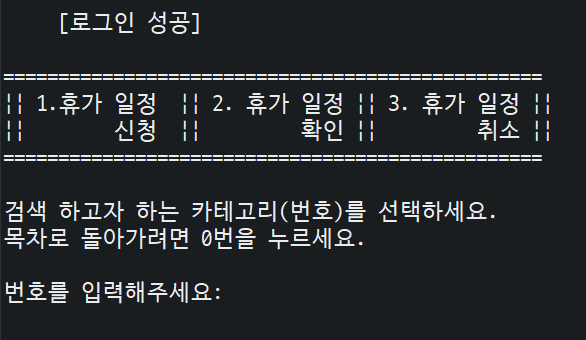 [로그인 성공]
=================================================
¦¦ 1.휴가 일정  ¦¦ 2. 휴가 일정 ¦¦ 3. 휴가 일정 ¦¦
¦¦       신청  ¦¦        확인 ¦¦        취소 ¦¦
=================================================
검색 하고자 하는 카테고리(번호)를 선택하세요.
목차로 돌아가려면 0번을 누르세요.
번호를 입력해주세요: